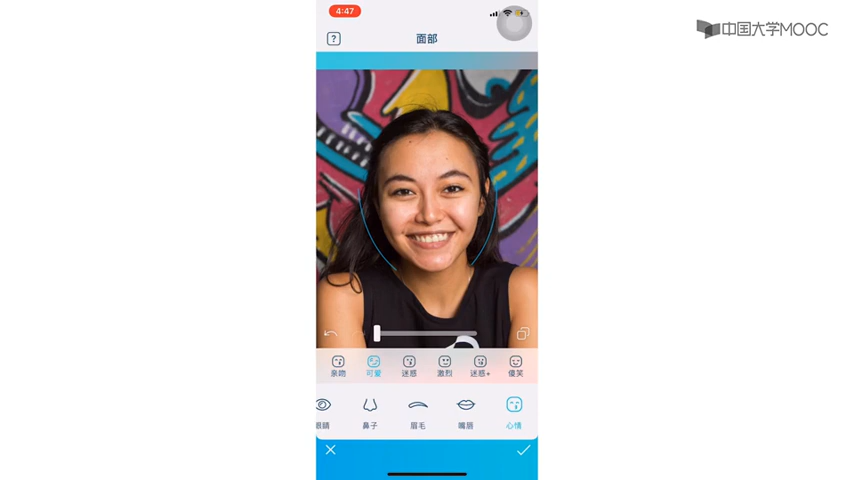 4:47
中国大学MOOC
?
面部
亲吻
可爱
迷惑
激烈
迷惑+
傻笑
眼睛
鼻子
眉毛
嘴唇
心情